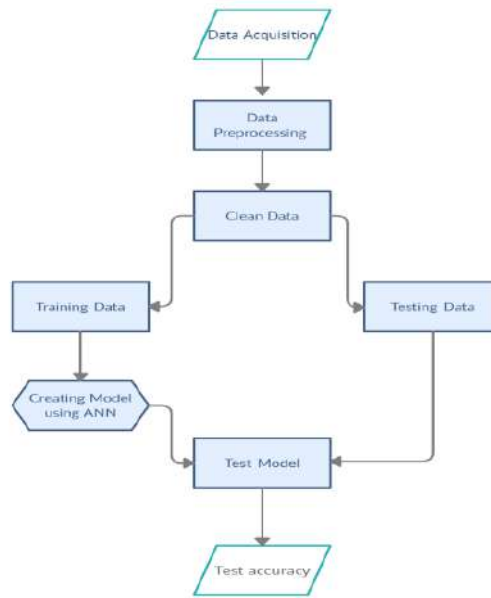 Data Acquisition
Data
Preprocessing
Clean Data
Training Data
Testing Data
Creating Model
using ANN
Test Model
Test accuracy